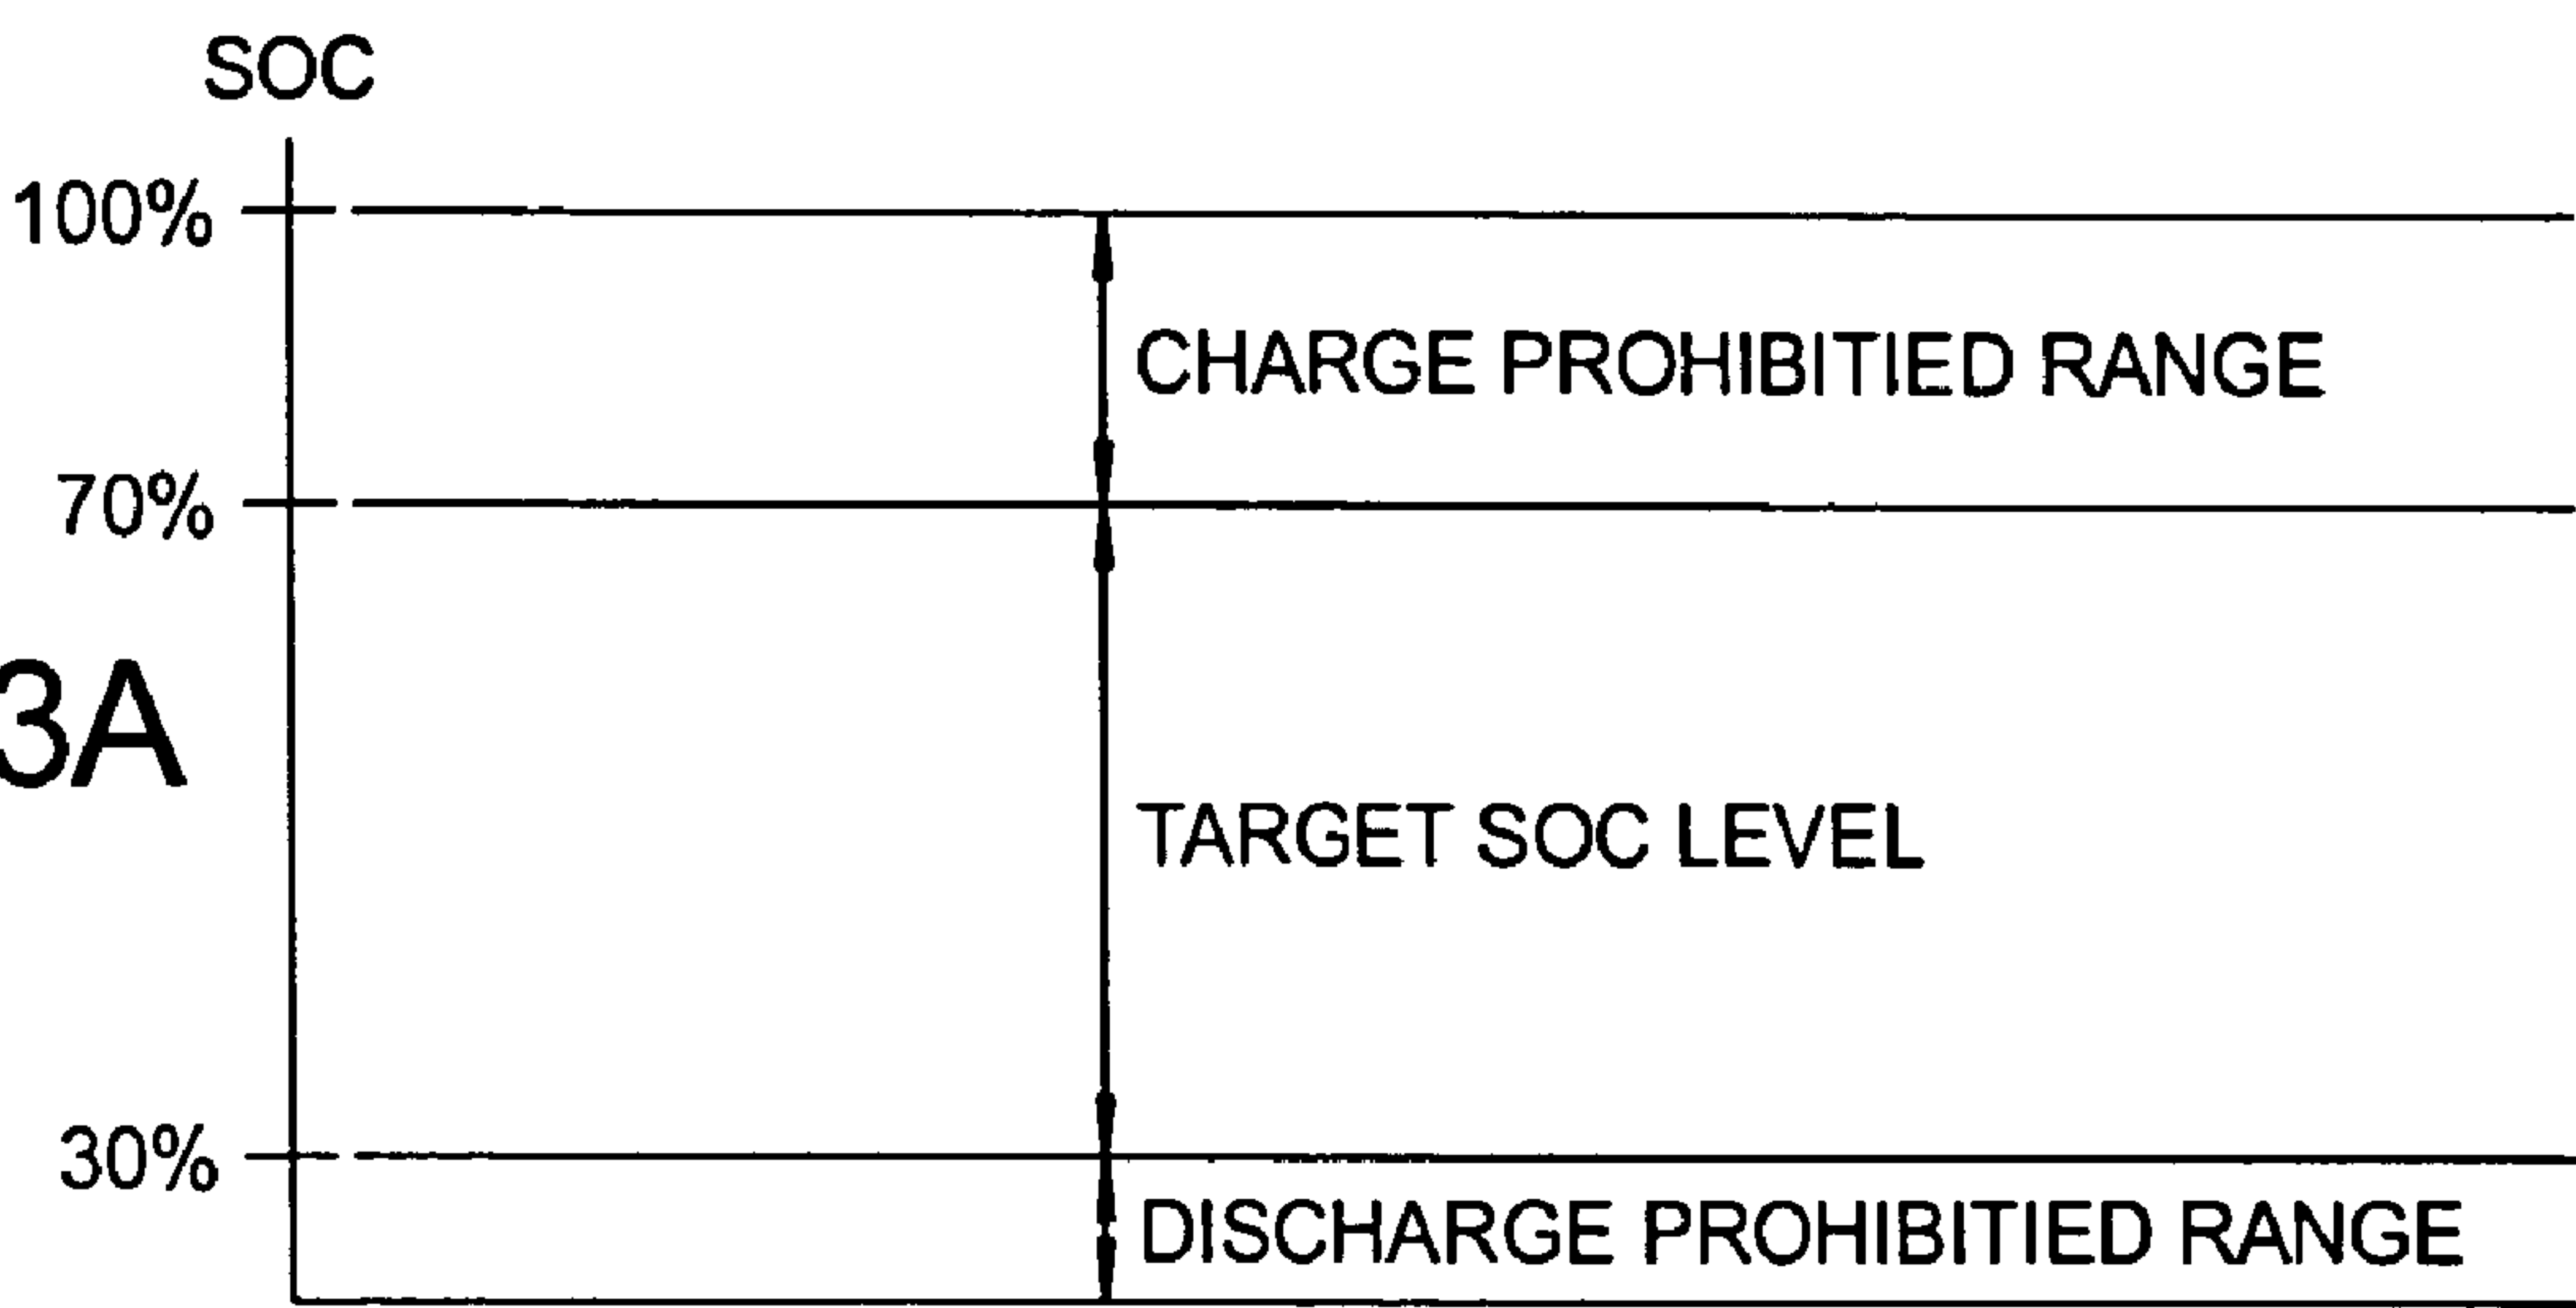 SOC
100%
CHARGE PROHIBITIED RANGE
70%
3A
TARGET SOC LEVEL
30%
DISCHARGE PROHIBITIED RANGE